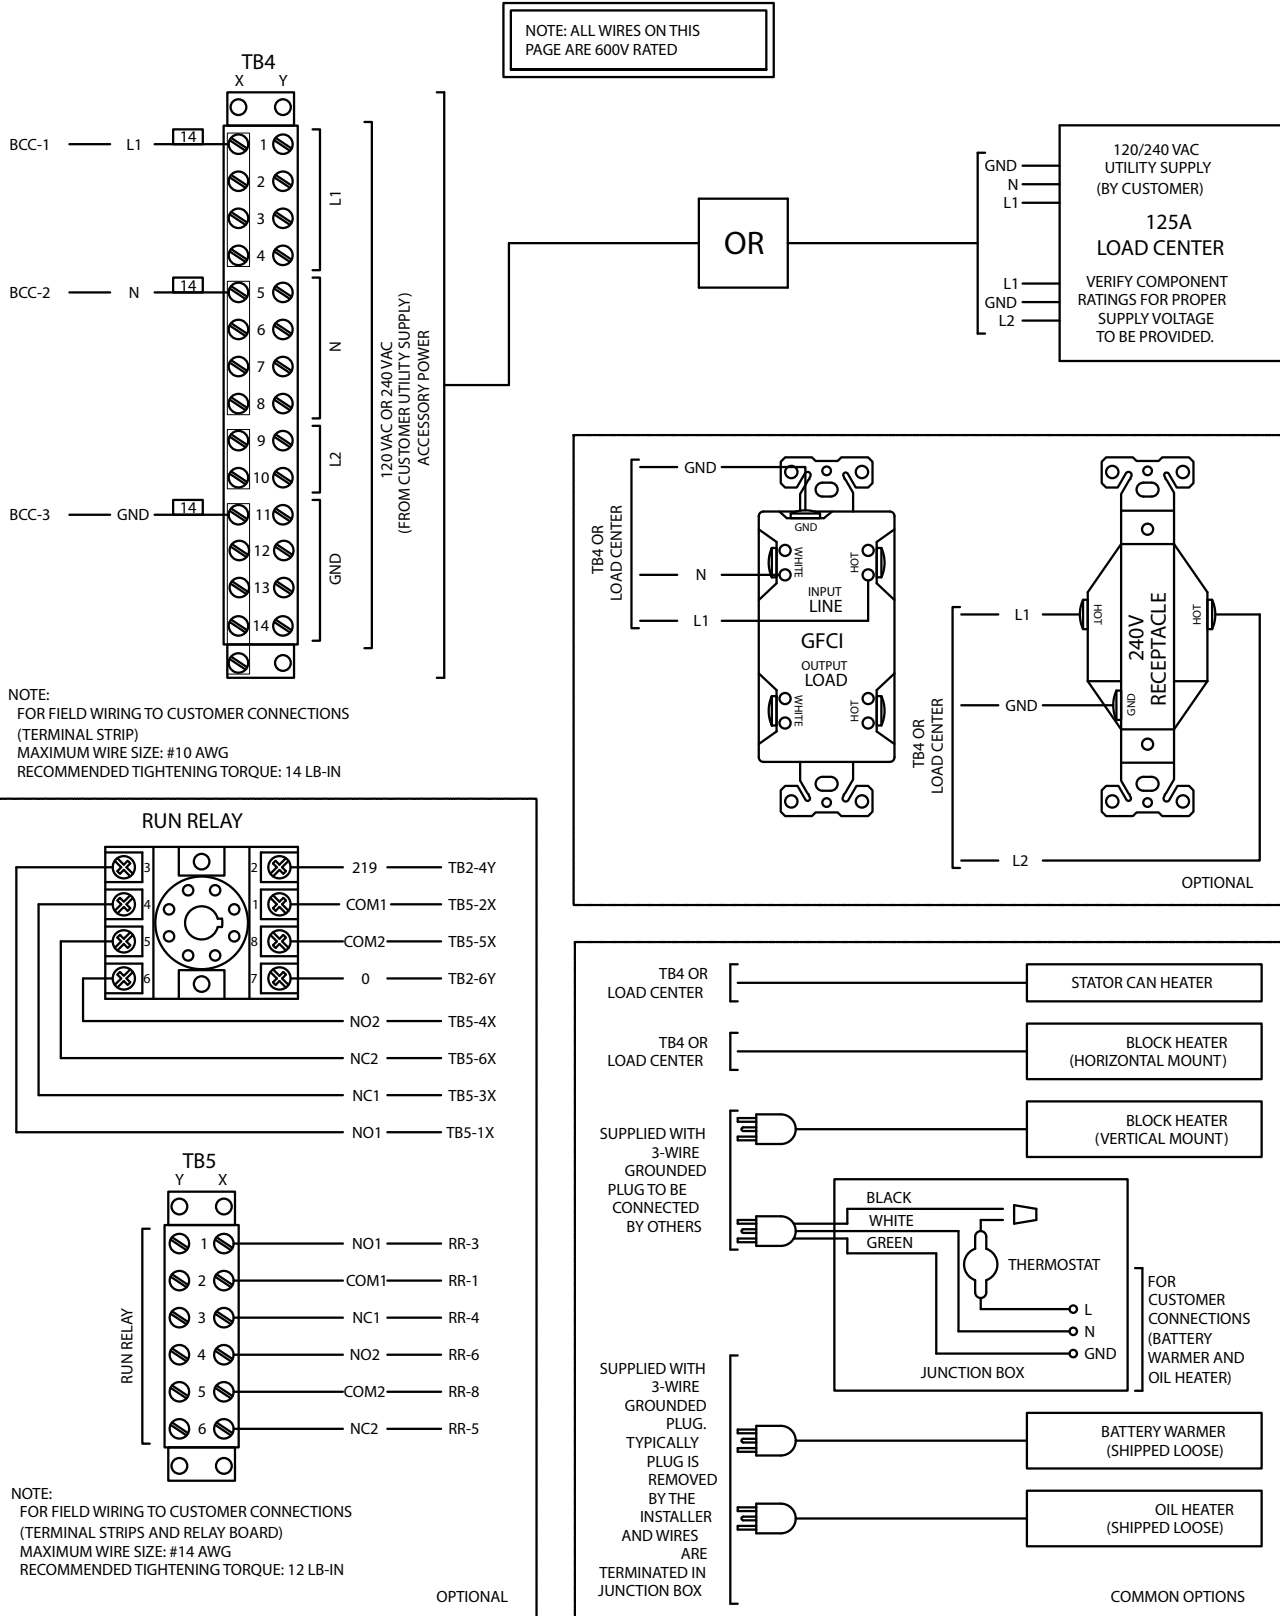 NOTE: ALL WIRES ON THIS
PAGE ARE 600V RATED
TB4
X Y
BCC-1 L1 14
BCC-2 N 14
BCC-3 GND 14
1
2
3
4
5
6
7
8
9
10
11
12
13
14
L1
N
L2
GND
120 VAC OR 240 VAC
(FROM CUSTOMER UTILITY SUPPLY)
ACCESSORY POWER
OR
GND
N
L1
L1
GND
L2
120/240 VAC
UTILITY SUPPLY
(BY CUSTOMER)
125A
LOAD CENTER
VERIFY COMPONENT
RATINGS FOR PROPER
SUPPLY VOLTAGE
TO BE PROVIDED.
NOTE:
FOR FIELD WIRING TO CUSTOMER CONNECTIONS
(TERMINAL STRIP)
MAXIMUM WIRE SIZE: #10 AWG
RECOMMENDED TIGHTENING TORQUE: 14 LB-IN
TB4 OR
LOAD CENTER
GND
N
L1
GND
WHITE
HOT
INPUT
LINE
GFCI
OUTPUT
LOAD
WHITE
HOT
TB4 OR
LOAD CENTER
L1
GND
L2
HOT
HOT
GND
240V
RECEPTACLE
OPTIONAL
RUN RELAY
3
4
5
6
2
1
8
7
219 TB2-4Y
COM1 TB5-2X
COM2 TB5-5X
0 TB2-6Y
NO2 TB5-4X
NC2 TB5-6X
NC1 TB5-3X
NO1 TB5-1X
TB5
Y X
RUN RELAY
1 NO1 RR-3
2 COM1 RR-1
3 NC1 RR-4
4 NO2 RR-6
5 COM2 RR-8
6 NC2 RR-5
NOTE:
FOR FIELD WIRING TO CUSTOMER CONNECTIONS
(TERMINAL STRIPS AND RELAY BOARD)
MAXIMUM WIRE SIZE: #14 AWG
RECOMMENDED TIGHTENING TORQUE: 12 LB-IN
OPTIONAL
TB4 OR
LOAD CENTER
STATOR CAN HEATER
TB4 OR
LOAD CENTER
BLOCK HEATER
(HORIZONTAL MOUNT)
SUPPLIED WITH
3-WIRE
GROUNDED
PLUG TO BE
CONNECTED
BY OTHERS
BLOCK HEATER
(VERTICAL MOUNT)
BLACK
WHITE
GREEN
THERMOSTAT
L
N
GND
JUNCTION BOX
FOR
CUSTOMER
CONNECTIONS
(BATTERY
WARMER AND
OIL HEATER)
SUPPLIED WITH
3-WIRE
GROUNDED
PLUG.
TYPICALLY
PLUG IS
REMOVED
BY THE
INSTALLER
AND WIRES
ARE
TERMINATED IN
JUNCTION BOX
BATTERY WARMER
(SHIPPED LOOSE)
OIL HEATER
(SHIPPED LOOSE)
COMMON OPTIONS